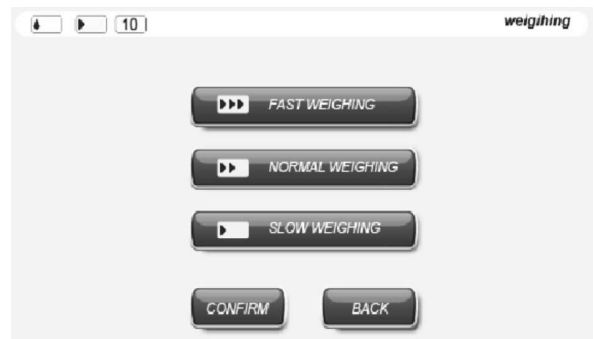 10 weigihing
FAST WEIGHING
NORMAL WEIGHING
SLOW WEIGHING
CONFIRM BACK